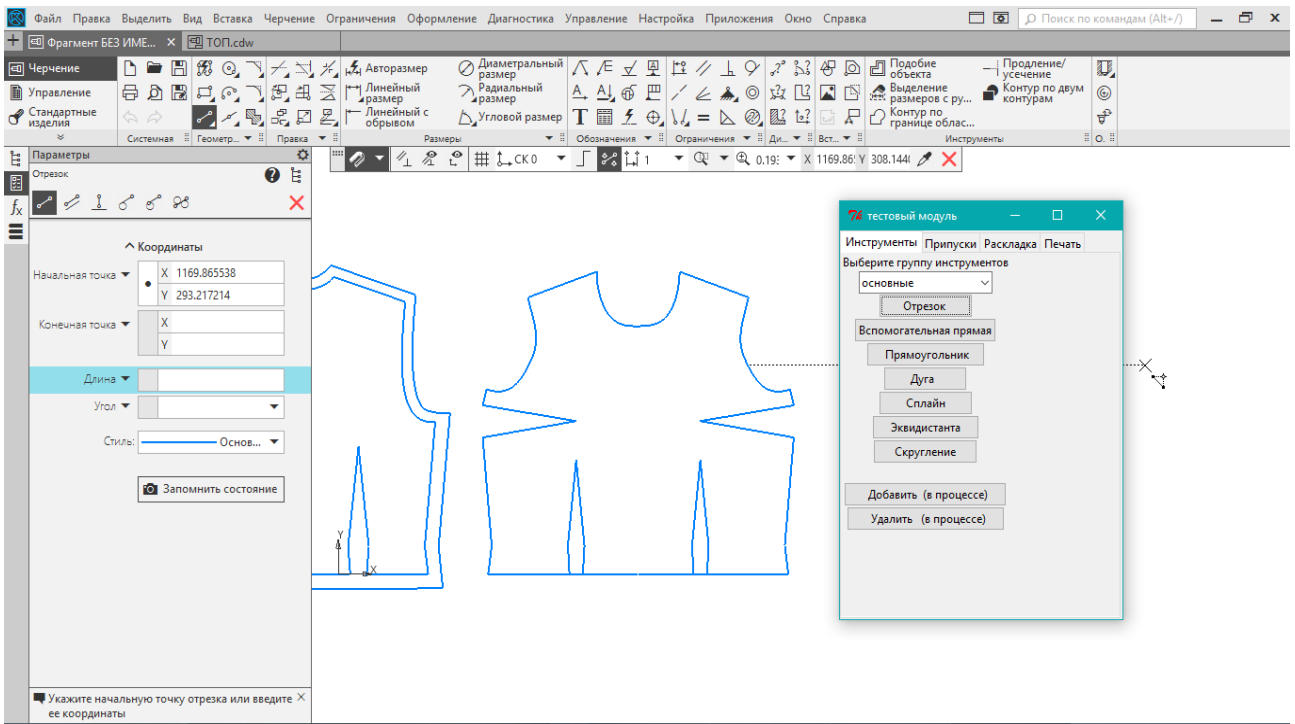 Файл Правка Выделить Вид Вставка Черчение Ограничения Оформление Диагностика Управление Настройка Приложения Окно Справка Поиск по командам (Alt+/)
Фрагмент БЕЗ ИМЕ... ТОП.cdw
Черчение
Управление
Стандартные
изделия
Системная
Геометр...
Правка
Авторазмер
Линейный
размер
Линейный с
обрывом
Диаметральный
размер
Радиальный
размер
Угловой размер
Размеры
Обозначения
Ограничения
Ди...
Вст...
Подобие
объекта
Выделение
размеров с ру...
Контур по
границе облас...
Продление/
усечение
Контур по двум
контурам
Инструменты
О.
Параметры
Отрезок
СК 0
1
0.19:
X 1169.86: Y 308.144
Координаты
Начальная точка
X 1169.865538
Y 293.217214
Конечная точка
X
Y
Длина
Угол
Стиль:
Основ...
Запомнить состояние
Укажите начальную точку отрезка или введите
ее координаты
Y
X
тестовый модуль
Инструменты Припуски Раскладка Печать
Выберите группу инструментов
основные
Отрезок
Вспомогательная прямая
Прямоугольник
Дуга
Сплайн
Эквидистанта
Скругление
Добавить (в процессе)
Удалить (в процессе)